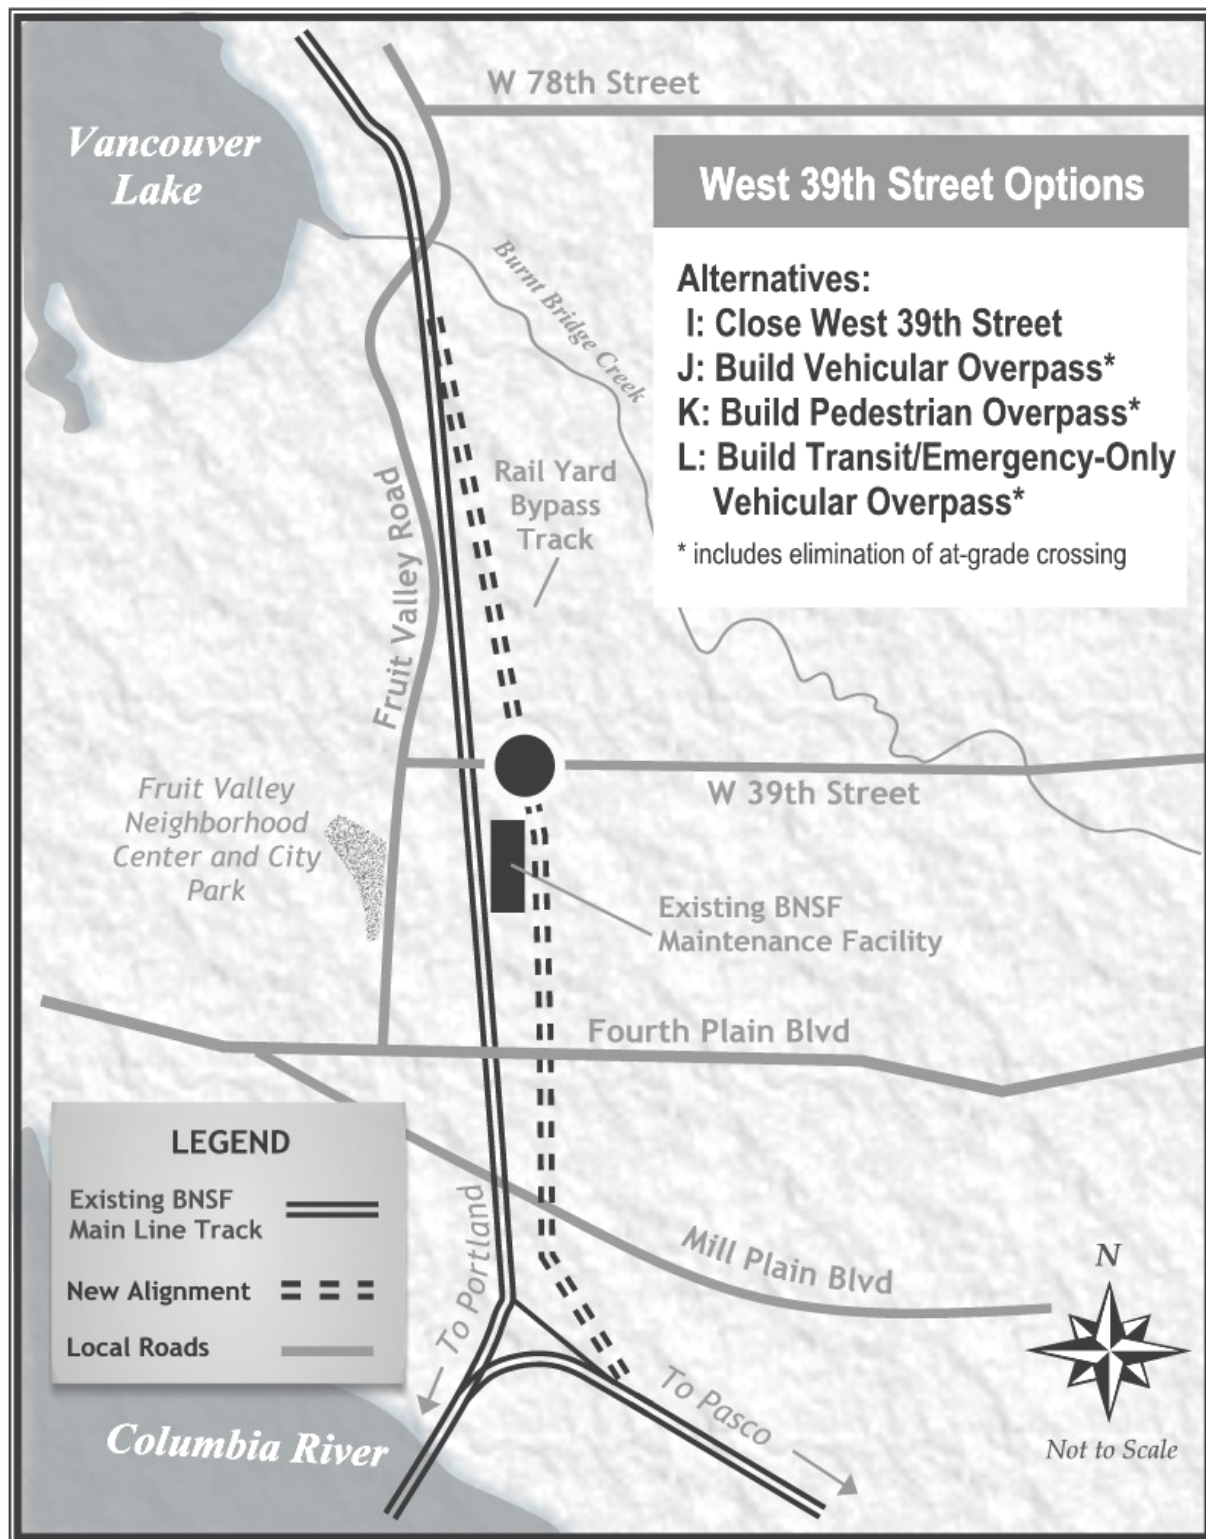 W 78th Street
Vancouver
Lake
West 39th Street Options
Alternatives:
I: Close West 39th Street
J: Build Vehicular Overpass*
K: Build Pedestrian Overpass*
L: Build Transit/Emergency-Only
Vehicular Overpass*
* includes elimination of at-grade crossing
Burnt Bridge Creek
Rail Yard
Bypass
Track
Fruit Valley Road
W 39th Street
Fruit Valley
Neighborhood
Center and City
Park
Existing BNSF
Maintenance Facility
Fourth Plain Blvd
LEGEND
Existing BNSF
Main Line Track
New Alignment
Local Roads
To Portland
Mill Plain Blvd
To Pasco
N
Not to Scale
Columbia River